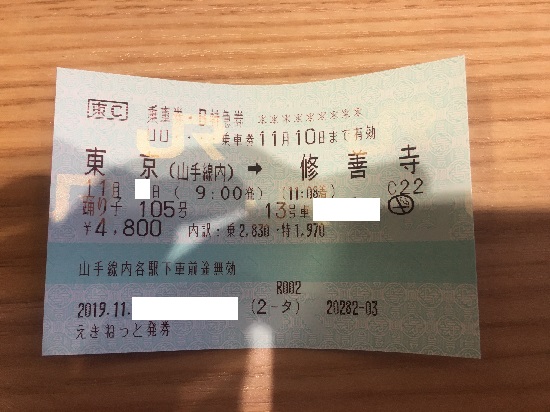 東C 乗車券・B特急券 ＊＊＊＊＊＊＊＊＊
乗車券11月10日まで有効
東京(山手線内) → 修善寺
11月 日( 9:00発) (11:08着) C22
踊り子 105号 13号車
¥4,800 内訳:乗2,830・特1,970
山手線内各駅下車前途無効
R002
2019.11. (2-タ) 20282-03
えきねっと発券